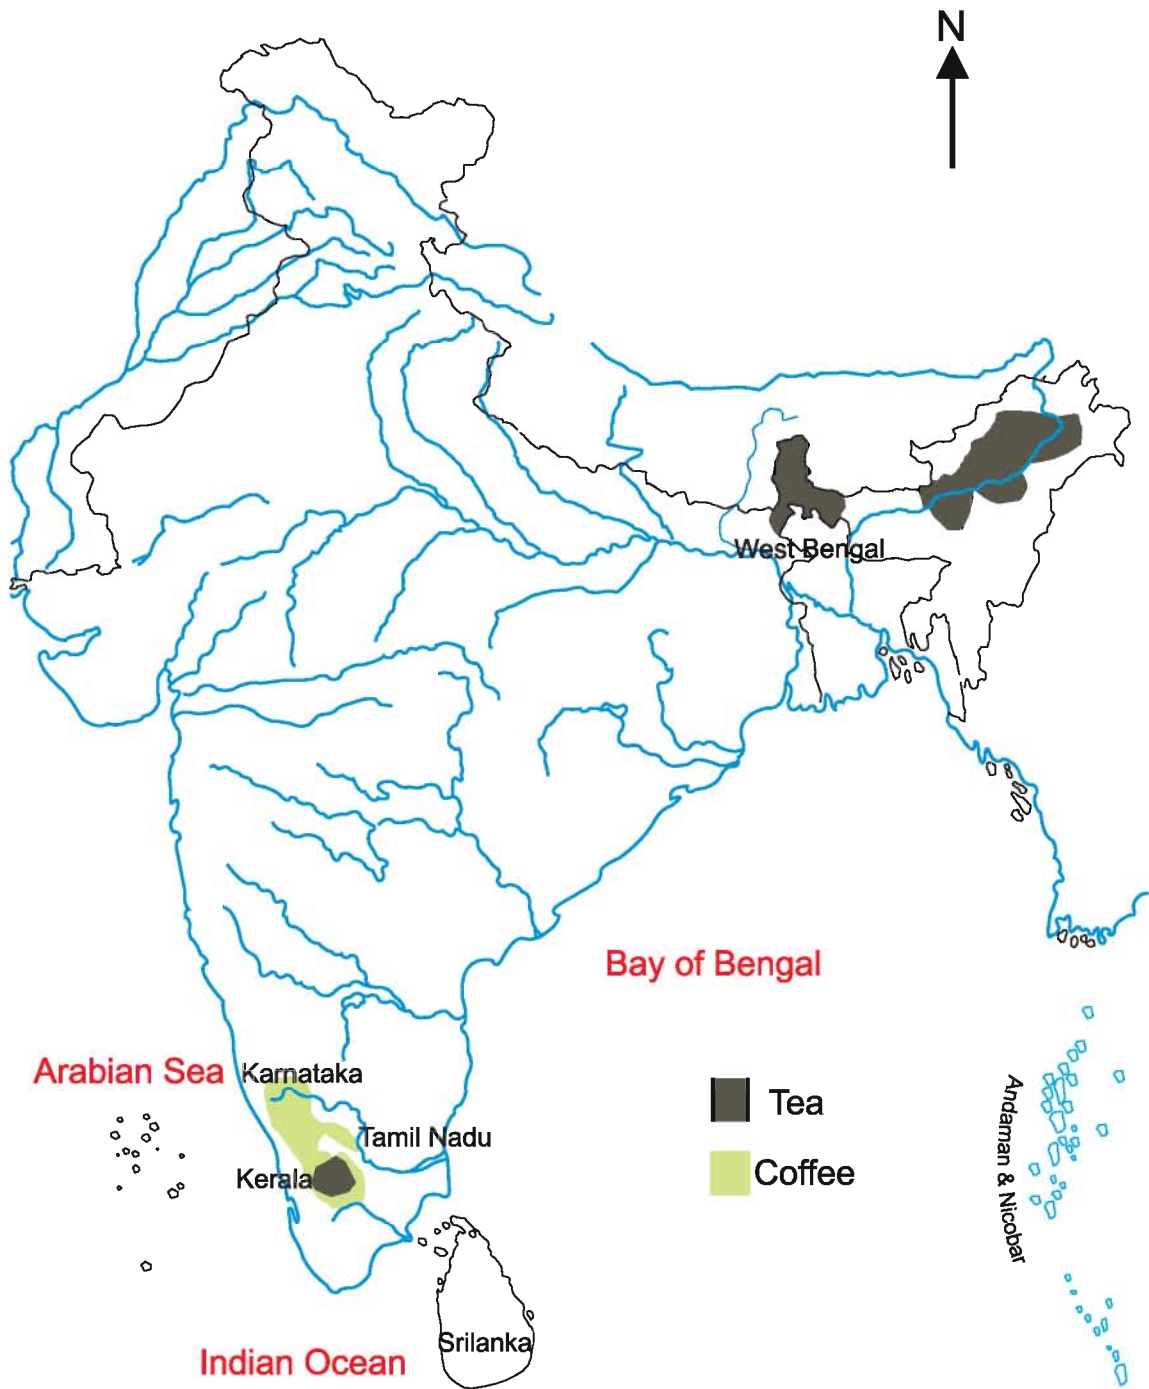 N
West Bengal
Bay of Bengal
Arabian Sea
Karnataka
Tamil Nadu
Kerala
Tea
Coffee
Andaman & Nicobar
Srilanka
Indian Ocean